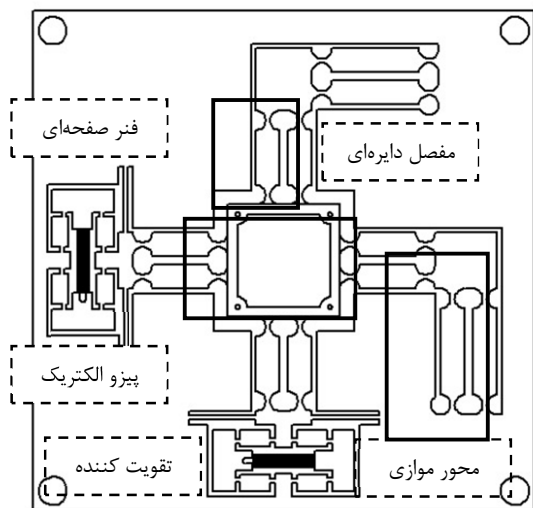 فنر صفحه‌ای
مفصل دایره‌ای
پیزو الکتریک
تقویت کننده
محور موازی